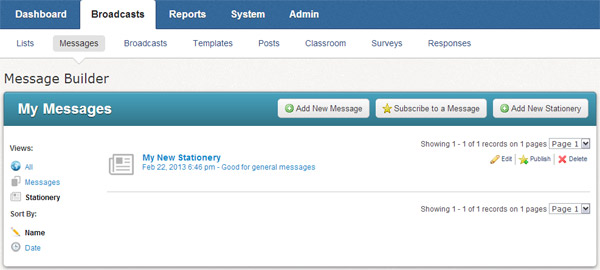 Dashboard Broadcasts Reports System Admin
Lists Messages Broadcasts Templates Posts Classroom Surveys Responses
Message Builder
My Messages Add New Message Subscribe to a Message Add New Stationery
Showing 1 - 1 of 1 records on 1 pages Page 1
Views:
All
Messages
Stationery
Sort By:
Name
Date
My New Stationery
Feb 22, 2013 6:46 pm - Good for general messages
Edit Publish Delete
Showing 1 - 1 of 1 records on 1 pages Page 1